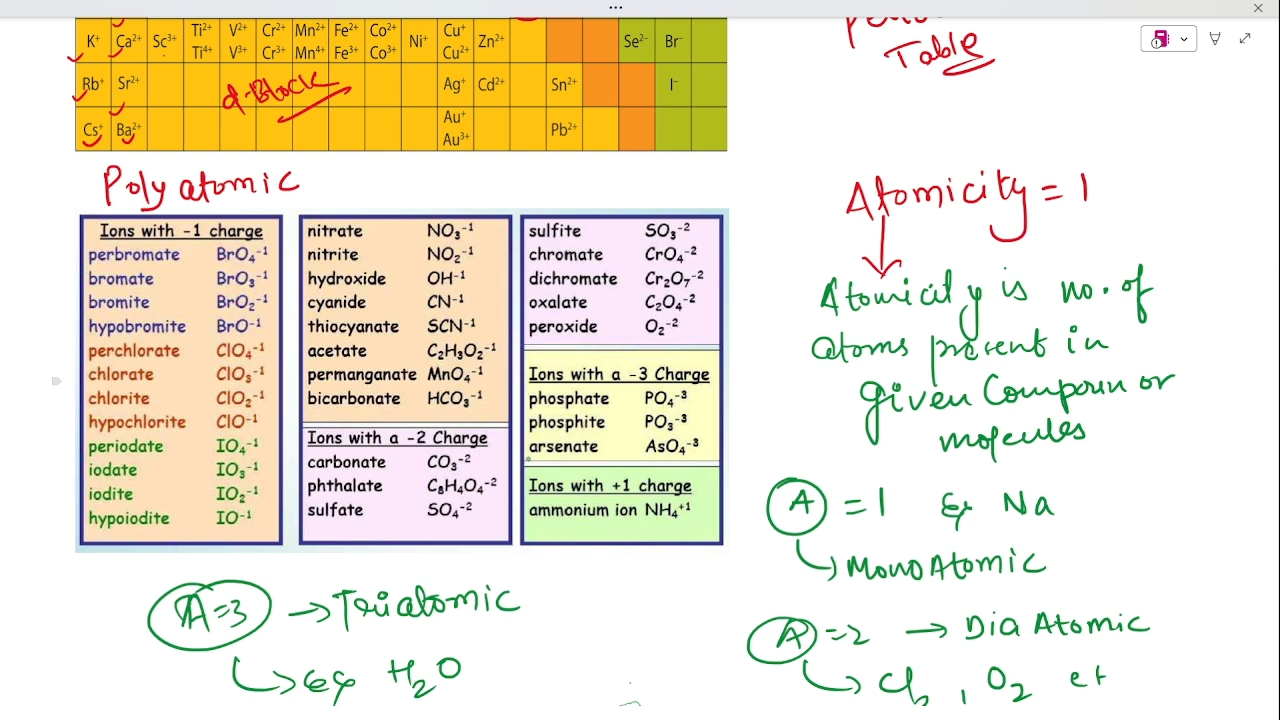 K⁺ Ca²⁺ Sc³⁺ Ti²⁺ V²⁺ Cr²⁺ Mn²⁺ Fe²⁺ Co²⁺ Ni⁺ Cu⁺ Zn²⁺ Se²⁻ Br⁻
Ti⁴⁺ V³⁺ Cr³⁺ Mn⁴⁺ Fe³⁺ Co³⁺ Cu²⁺
Rb⁺ Sr²⁺ d-Block Ag⁺ Cd²⁺ Sn²⁺ I⁻
Cs⁺ Ba²⁺ Au⁺ Pb²⁺
Au³⁺
Table
Polyatomic
Ions with -1 charge
perbromate BrO₄⁻¹
bromate BrO₃⁻¹
bromite BrO₂⁻¹
hypobromite BrO⁻¹
perchlorate ClO₄⁻¹
chlorate ClO₃⁻¹
chlorite ClO₂⁻¹
hypochlorite ClO⁻¹
periodate IO₄⁻¹
iodate IO₃⁻¹
iodite IO₂⁻¹
hypoiodite IO⁻¹
nitrate NO₃⁻¹
nitrite NO₂⁻¹
hydroxide OH⁻¹
cyanide CN⁻¹
thiocyanate SCN⁻¹
acetate C₂H₃O₂⁻¹
permanganate MnO₄⁻¹
bicarbonate HCO₃⁻¹
Ions with a -2 Charge
carbonate CO₃⁻²
phthalate C₈H₄O₄⁻²
sulfate SO₄⁻²
sulfite SO₃⁻²
chromate CrO₄⁻²
dichromate Cr₂O₇⁻²
oxalate C₂O₄⁻²
peroxide O₂⁻²
Ions with a -3 Charge
phosphate PO₄⁻³
phosphite PO₃⁻³
arsenate AsO₄⁻³
Ions with +1 charge
ammonium ion NH₄⁺¹
Atomicity = 1
Atomicity is no. of
atoms present in
given or
molecules
A = 1 eg Na
MonoAtomic
A = 2 → DiaAtomic
Cl₂, O₂ et
A=3 → Triatomic
eg H₂O